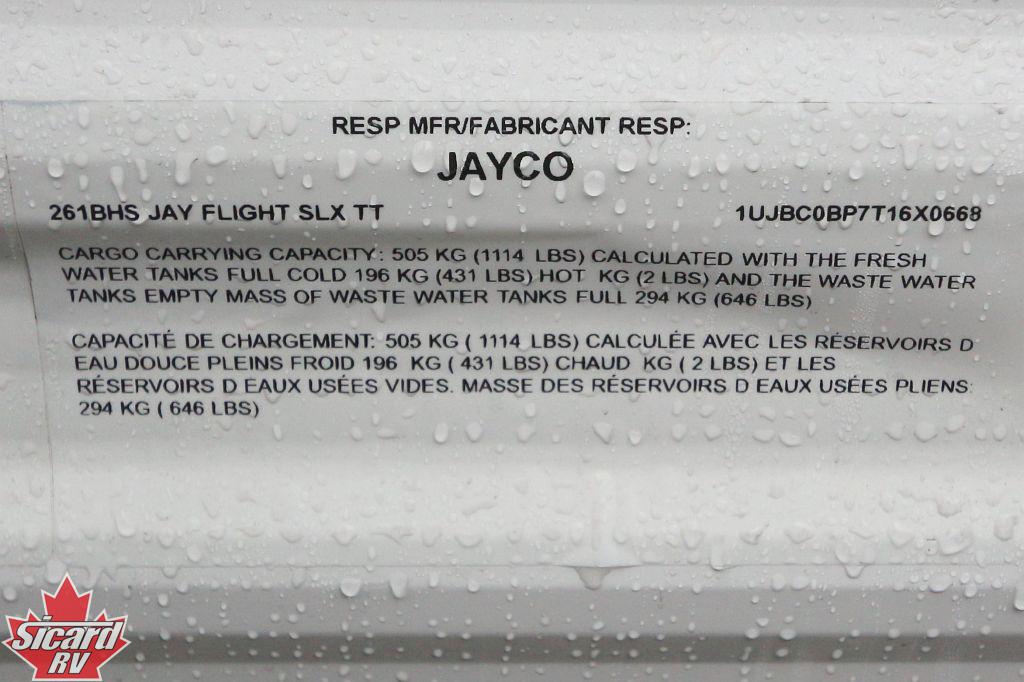 RESP MFR/FABRICANT RESP:
JAYCO
261BHS JAY FLIGHT SLX TT 1UJBC0BP7T16X0668
CARGO CARRYING CAPACITY: 505 KG (1114 LBS) CALCULATED WITH THE FRESH
WATER TANKS FULL COLD 196 KG (431 LBS) HOT KG (2 LBS) AND THE WASTE WATER
TANKS EMPTY MASS OF WASTE WATER TANKS FULL 294 KG (646 LBS)
CAPACITÉ DE CHARGEMENT: 505 KG ( 1114 LBS) CALCULÉE AVEC LES RÉSERVOIRS D
EAU DOUCE PLEINS FROID 196 KG ( 431 LBS) CHAUD KG ( 2 LBS) ET LES
RÉSERVOIRS D EAUX USÉES VIDES. MASSE DES RÉSERVOIRS D EAUX USÉES PLIENS:
294 KG ( 646 LBS)
Sicard
RV